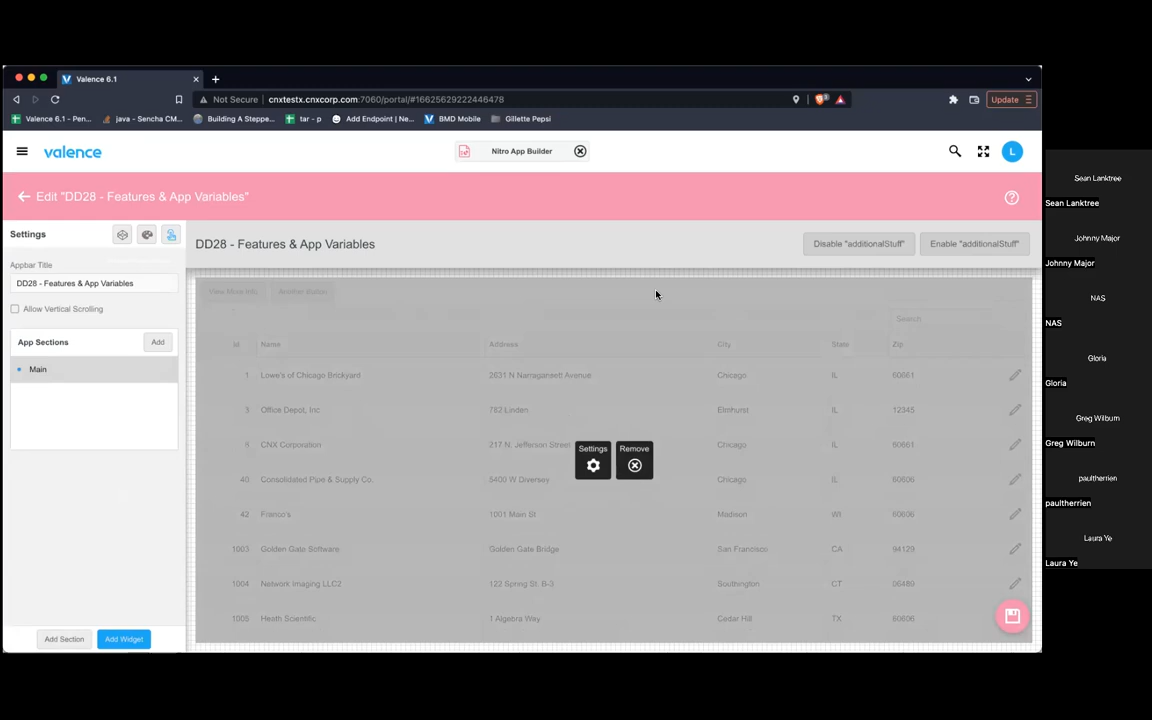 Valence 6.1
Not Secure cnxtestx.cnxcorp.com:7060/portal/#16625629222446478
Update
Valence 6.1 - Pen... java - Sencha CM... Building A Steppe... tar - p Add Endpoint | Ne... BMD Mobile Gillette Pepsi
valence
Nitro App Builder
L
Edit "DD28 - Features & App Variables"
Settings
Appbar Title
DD28 - Features & App Variables
Allow Vertical Scrolling
App Sections
Add
Main
Add Section
Add Widget
DD28 - Features & App Variables
Disable "additionalStuff"
Enable "additionalStuff"
View More Info
Another Button
Search
Id Name Address City State Zip
1 Lowe's of Chicago Brickyard 2631 N Narragansett Avenue Chicago IL 60661
Office Depot, Inc 782 Linden Elmhurst IL 12345
CNX Corporation 217 N. Jefferson Street Chicago IL 60661
Settings
Remove
40 Consolidated Pipe & Supply Co. 5400 W Diversey Chicago IL 60606
42 Franco's 1001 Main St Madison WI 60606
1003 Golden Gate Software Golden Gate Bridge San Francisco CA 94129
1004 Network Imaging LLC2 122 Spring St. B-3 Southington CT 06489
1005 Heath Scientific 1 Algebra Way Cedar Hill TX 60606
Sean Lanktree
Sean Lanktree
Johnny Major
Johnny Major
NAS
NAS
Gloria
Gloria
Greg Wilburn
Greg Wilburn
paultherrien
paultherrien
Laura Ye
Laura Ye